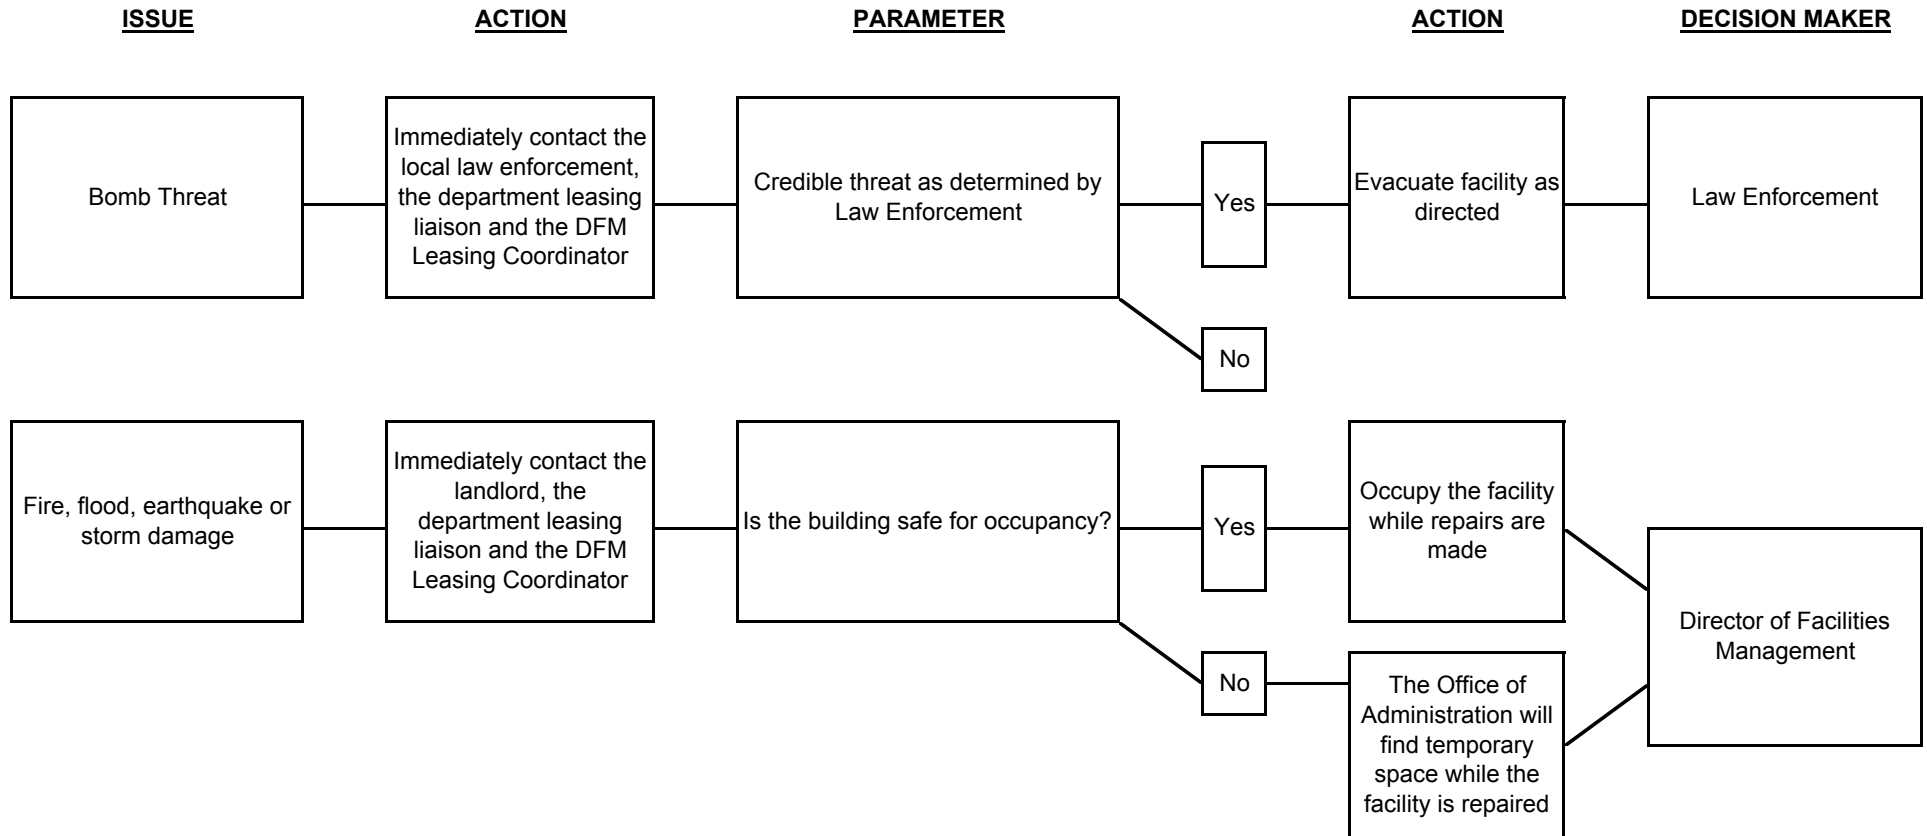 ISSUE
ACTION
PARAMETER
ACTION
DECISION MAKER
Bomb Threat
Immediately contact the
local law enforcement,
the department leasing
liaison and the DFM
Leasing Coordinator
Credible threat as determined by
Law Enforcement
Yes
Evacuate facility as
directed
Law Enforcement
No
Fire, flood, earthquake or
storm damage
Immediately contact the
landlord, the
department leasing
liaison and the DFM
Leasing Coordinator
Is the building safe for occupancy?
Yes
Occupy the facility
while repairs are
made
Director of Facilities
Management
No
The Office of
Administration will
find temporary
space while the
facility is repaired